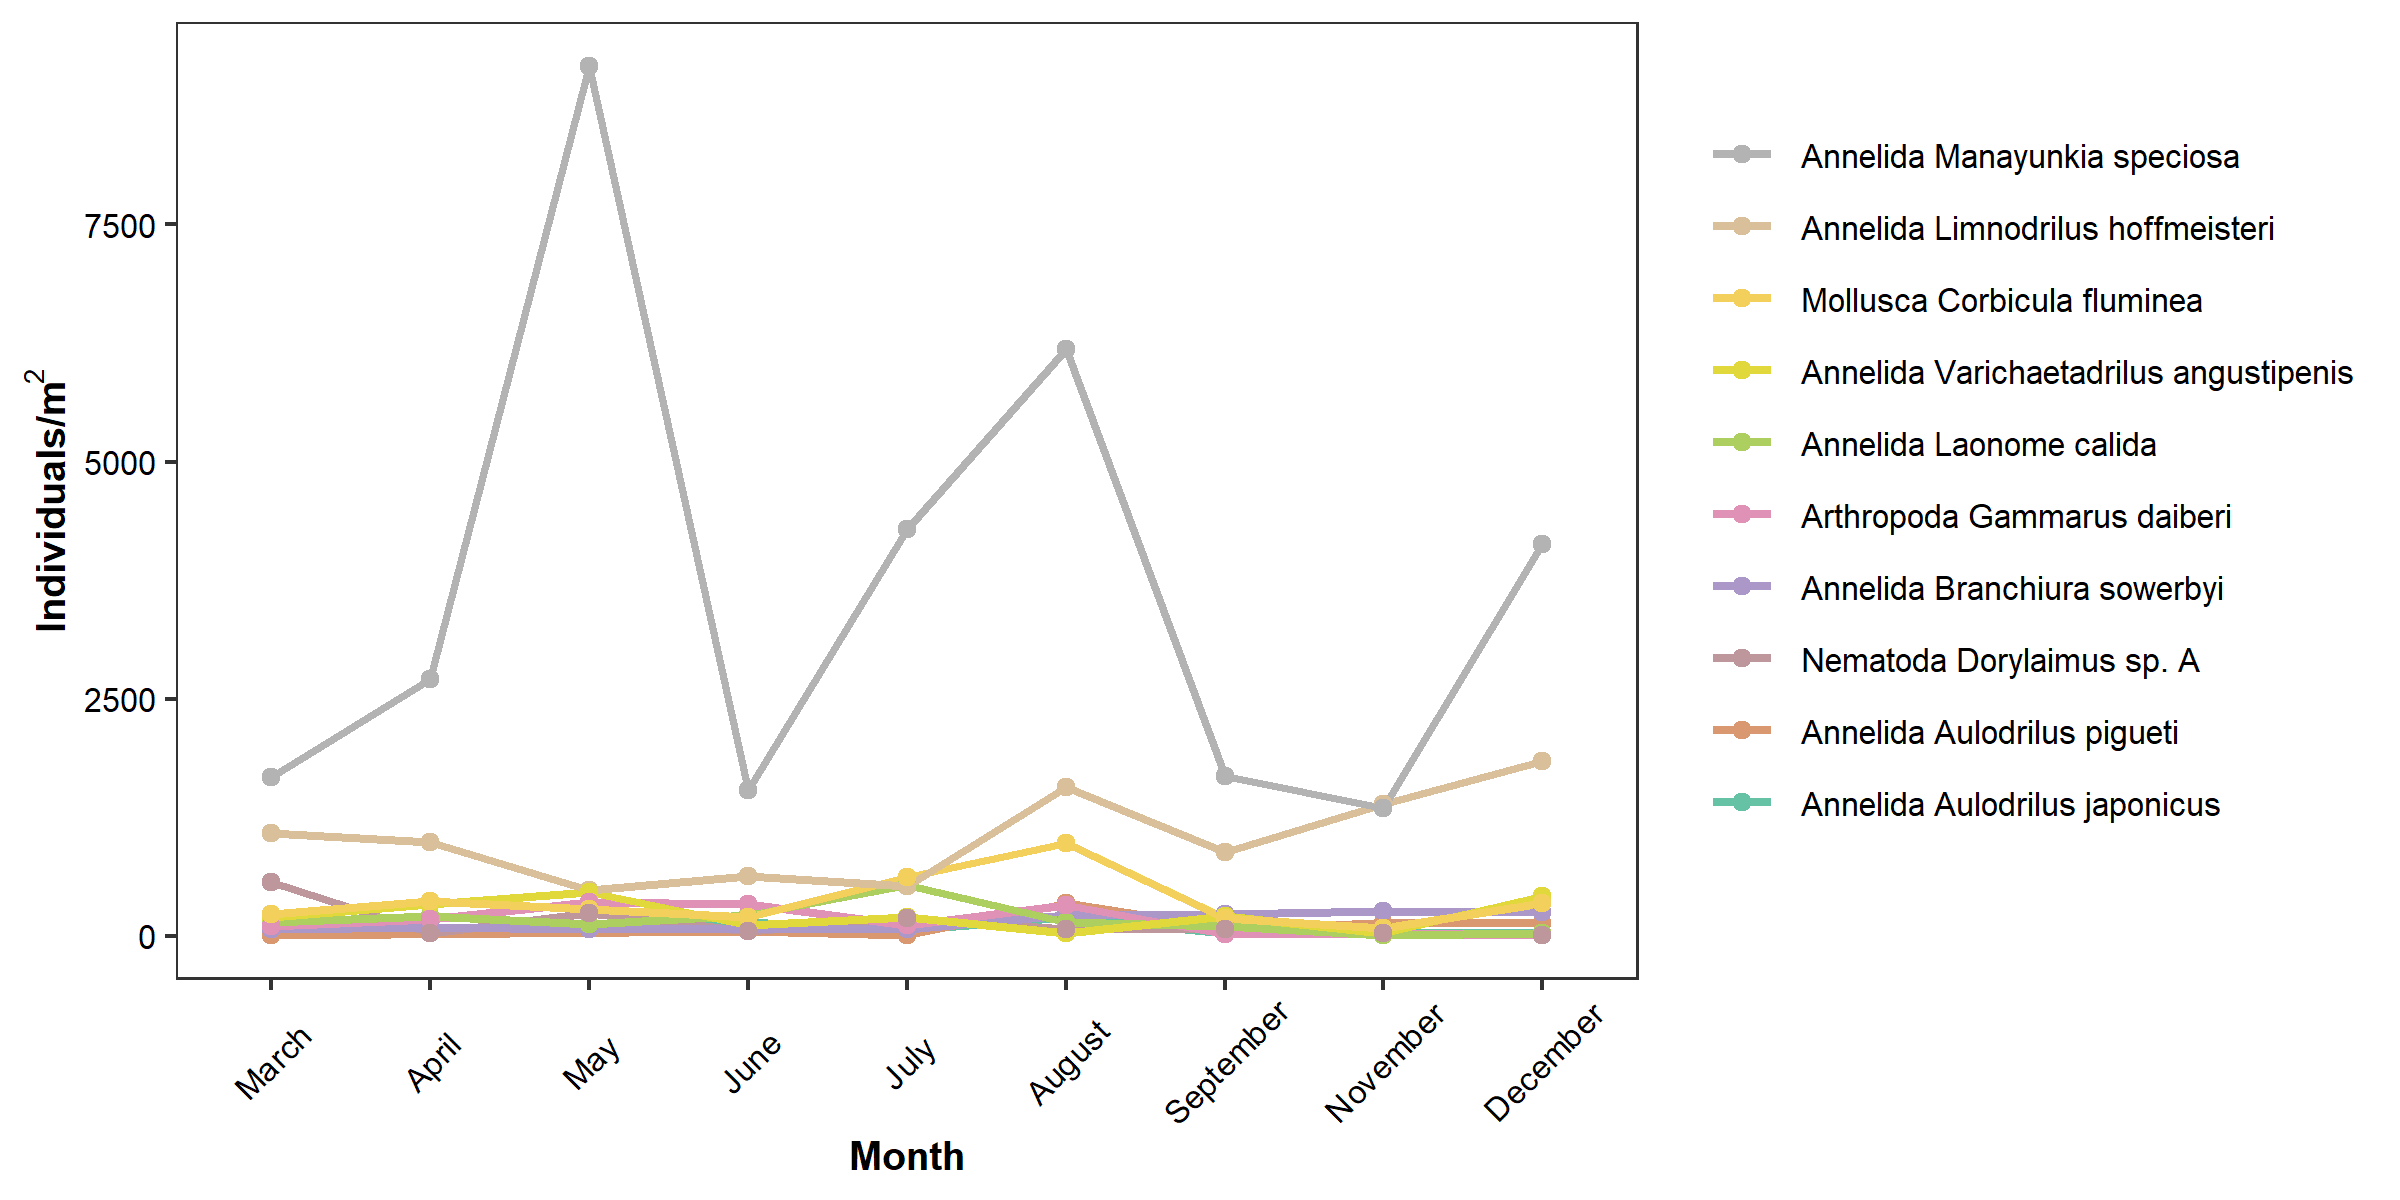 7500
5000
2500
0
Individuals/m²
March
April
May
June
July
August
September
November
December
Month
Annelida Manayunkia speciosa
Annelida Limnodrilus hoffmeisteri
Mollusca Corbicula fluminea
Annelida Varichaetadrilus angustipenis
Annelida Laonome calida
Arthropoda Gammarus daiberi
Annelida Branchiura sowerbyi
Nematoda Dorylaimus sp. A
Annelida Aulodrilus pigueti
Annelida Aulodrilus japonicus